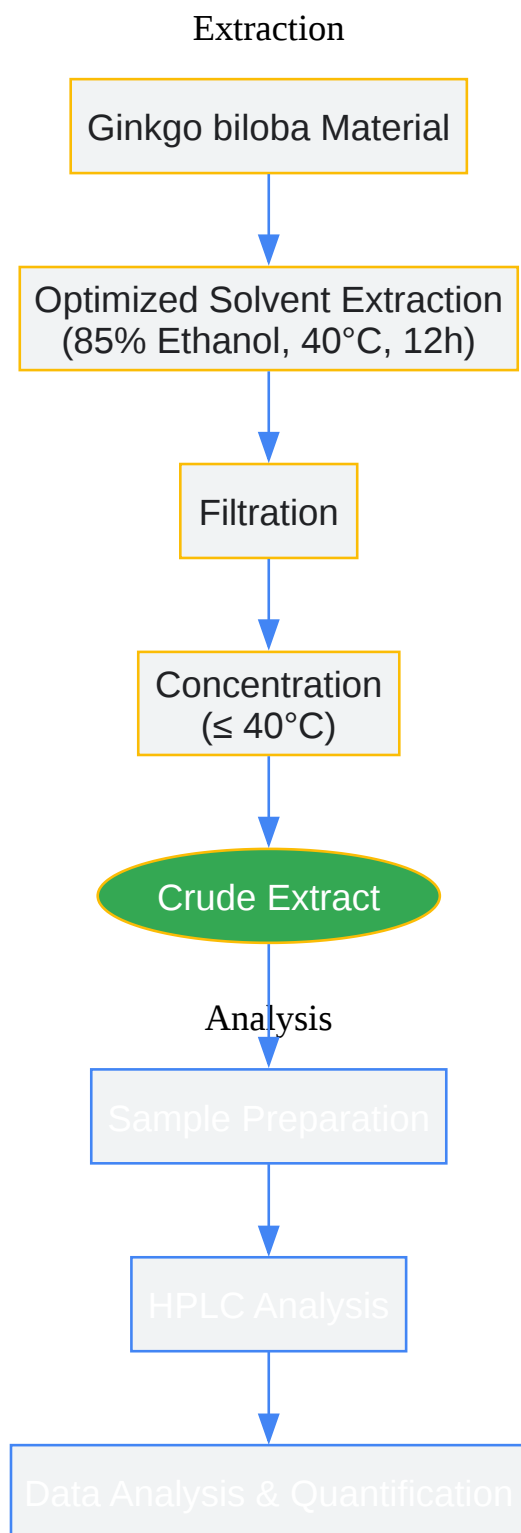 Extraction
Ginkgo biloba Material
Optimized Solvent Extraction
(85% Ethanol, 40°C, 12h)
Filtration
Concentration
(≤ 40°C)
Crude Extract
Analysis
Sample Preparation
HPLC Analysis
Data Analysis & Quantification